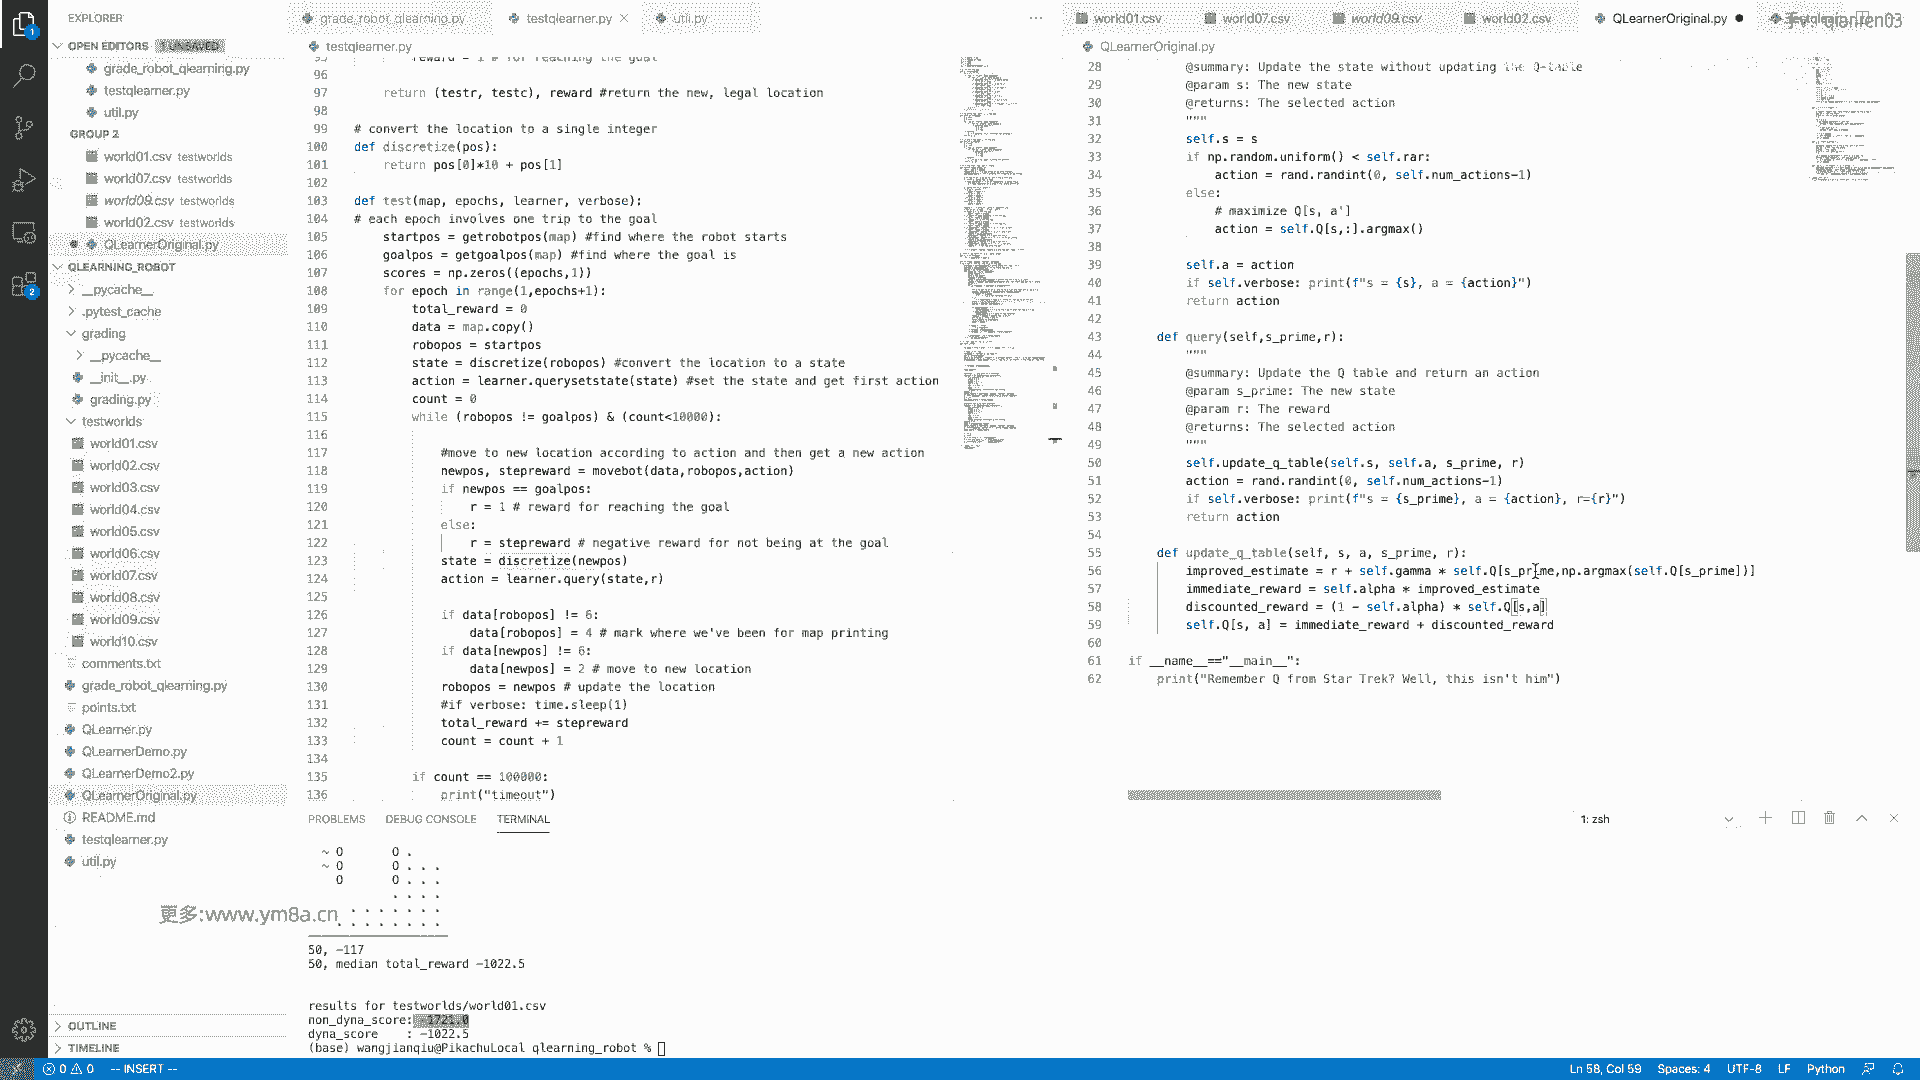 EXPLORER
OPEN EDITORS 1 UNSAVED
grade_robot_qlearning.py
testqlearner.py
util.py
GROUP 2
world01.csv testworlds
world07.csv testworlds
world09.csv testworlds
world02.csv testworlds
QLearnerOriginal.py
QLEARNING_ROBOT
__pycache__
.pytest_cache
grading
__pycache__
__init__.py
grading.py
testworlds
world01.csv
world02.csv
world03.csv
world04.csv
world05.csv
world06.csv
world07.csv
world08.csv
world09.csv
world10.csv
comments.txt
grade_robot_qlearning.py
points.txt
QLearner.py
QLearnerDemo.py
QLearnerDemo2.py
QLearnerOriginal.py
README.md
testqlearner.py
util.py
OUTLINE
TIMELINE
grade_robot_qlearning.py testqlearner.py util.py
testqlearner.py
95 reward = 1 # for reaching the goal
96
97 return (testr, testc), reward #return the new, legal location
98
99 # convert the location to a single integer
100 def discretize(pos):
101 return pos[0]*10 + pos[1]
102
103 def test(map, epochs, learner, verbose):
104 # each epoch involves one trip to the goal
105 startpos = getrobotpos(map) #find where the robot starts
106 goalpos = getgoalpos(map) #find where the goal is
107 scores = np.zeros((epochs,1))
108 for epoch in range(1,epochs+1):
109 total_reward = 0
110 data = map.copy()
111 robopos = startpos
112 state = discretize(robopos) #convert the location to a state
113 action = learner.querysetstate(state) #set the state and get first action
114 count = 0
115 while (robopos != goalpos) & (count<10000):
116
117 #move to new location according to action and then get a new action
118 newpos, stepreward = movebot(data,robopos,action)
119 if newpos == goalpos:
120 r = 1 # reward for reaching the goal
121 else:
122 r = stepreward # negative reward for not being at the goal
123 state = discretize(newpos)
124 action = learner.query(state,r)
125
126 if data[robopos] != 6:
127 data[robopos] = 4 # mark where we've been for map printing
128 if data[newpos] != 6:
129 data[newpos] = 2 # move to new location
130 robopos = newpos # update the location
131 #if verbose: time.sleep(1)
132 total_reward += stepreward
133 count = count + 1
134
135 if count == 100000:
136 print("timeout")
world01.csv world07.csv world09.csv world02.csv QLearnerOriginal.py
QLearnerOriginal.py
28 @summary: Update the state without updating the Q-table
29 @param s: The new state
30 @returns: The selected action
31 """
32 self.s = s
33 if np.random.uniform() < self.rar:
34 action = rand.randint(0, self.num_actions-1)
35 else:
36 # maximize Q[s, a']
37 action = self.Q[s,:].argmax()
38
39 self.a = action
40 if self.verbose: print(f"s = {s}, a = {action}")
41 return action
42
43 def query(self,s_prime,r):
44 """
45 @summary: Update the Q table and return an action
46 @param s_prime: The new state
47 @param r: The reward
48 @returns: The selected action
49 """
50 self.update_q_table(self.s, self.a, s_prime, r)
51 action = rand.randint(0, self.num_actions-1)
52 if self.verbose: print(f"s = {s_prime}, a = {action}, r={r}")
53 return action
54
55 def update_q_table(self, s, a, s_prime, r):
56 improved_estimate = r + self.gamma * self.Q[s_prime,np.argmax(self.Q[s_prime])]
57 immediate_reward = self.alpha * improved_estimate
58 discounted_reward = (1 - self.alpha) * self.Q[s,a]
59 self.Q[s, a] = immediate_reward + discounted_reward
60
61 if __name__=="__main__":
62 print("Remember Q from Star Trek? Well, this isn't him")
PROBLEMS DEBUG CONSOLE TERMINAL
1: zsh
~ O O .
~ O O . . .
O O . . .
. . . .
. . . . . . .
. . . . . . . .
50, -117
50, median total_reward -1022.5
results for testworlds/world01.csv
non_dyna_score: -1721.0
dyna_score : -1022.5
(base) wangjianqiu@PikachuLocal qlearning_robot %
更多:www.ym8a.cn
0 0 -- INSERT --
Ln 58, Col 59 Spaces: 4 UTF-8 LF Python